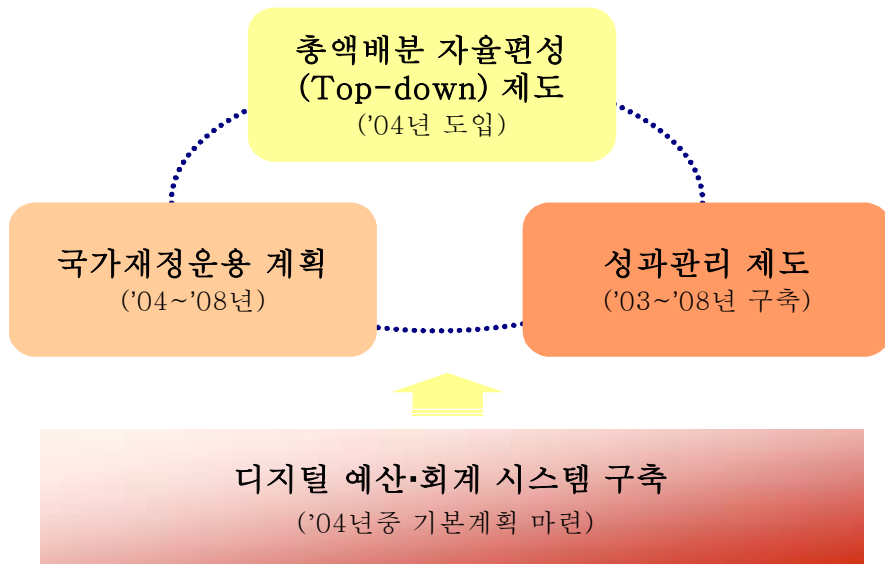 총액배분 자율편성
(Top-down) 제도
('04년 도입)
국가재정운용 계획
('04~'08년)
성과관리 제도
('03~'08년 구축)
디지털 예산·회계 시스템 구축
('04년중 기본계획 마련)